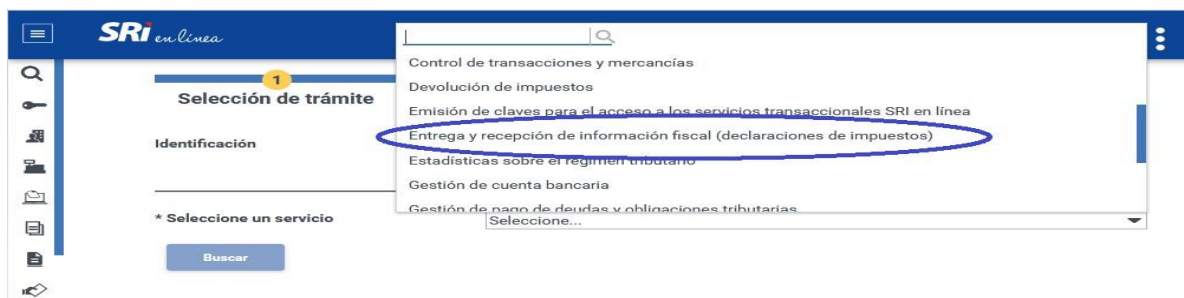 SRi en línea
1
Selección de trámite
Identificación
Control de transacciones y mercancías
Devolución de impuestos
Emisión de claves para el acceso a los servicios transaccionales SRI en línea
Entrega y recepción de información fiscal (declaraciones de impuestos)
Estadísticas sobre el régimen tributario
Gestión de cuenta bancaria
Gestión de pago de deudas y obligaciones tributarias
* Seleccione un servicio
Seleccione...
Buscar